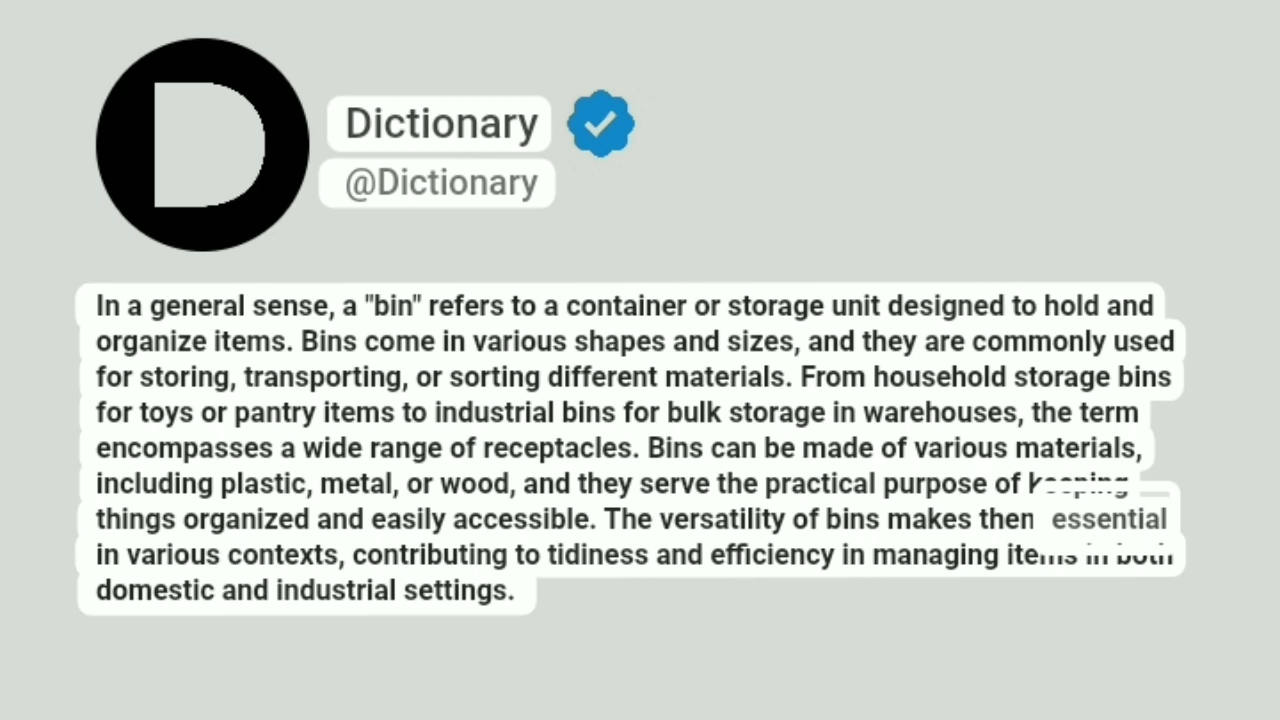 D
Dictionary
@Dictionary
In a general sense, a "bin" refers to a container or storage unit designed to hold and
organize items. Bins come in various shapes and sizes, and they are commonly used
for storing, transporting, or sorting different materials. From household storage bins
for toys or pantry items to industrial bins for bulk storage in warehouses, the term
encompasses a wide range of receptacles. Bins can be made of various materials,
including plastic, metal, or wood, and they serve the practical purpose of keeping
things organized and easily accessible. The versatility of bins makes them essential
in various contexts, contributing to tidiness and efficiency in managing items in both
domestic and industrial settings.